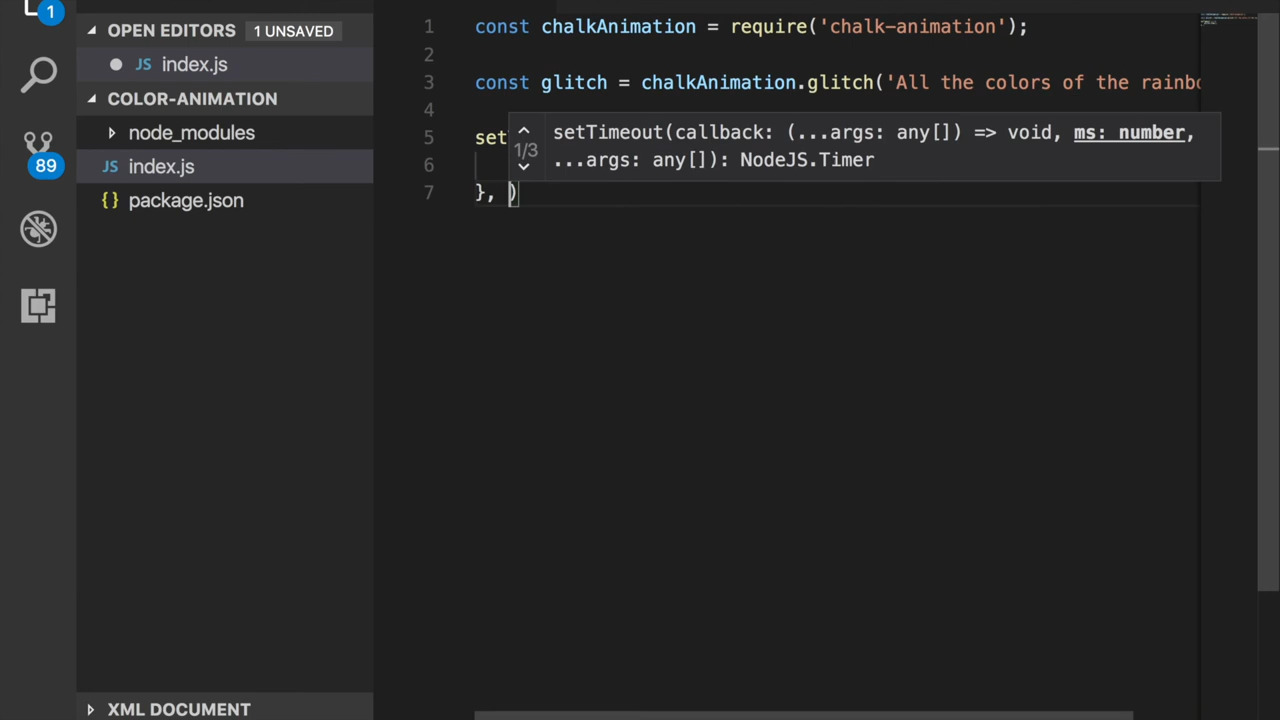 1
89
OPEN EDITORS 1 UNSAVED
JS index.js
COLOR-ANIMATION
node_modules
JS index.js
{} package.json
XML DOCUMENT
1 const chalkAnimation = require('chalk-animation');
2
3 const glitch = chalkAnimation.glitch('All the colors of the rainbo
4
5 set
6
7 }, )
1/3
setTimeout(callback: (...args: any[]) => void, ms: number,
...args: any[]): NodeJS.Timer